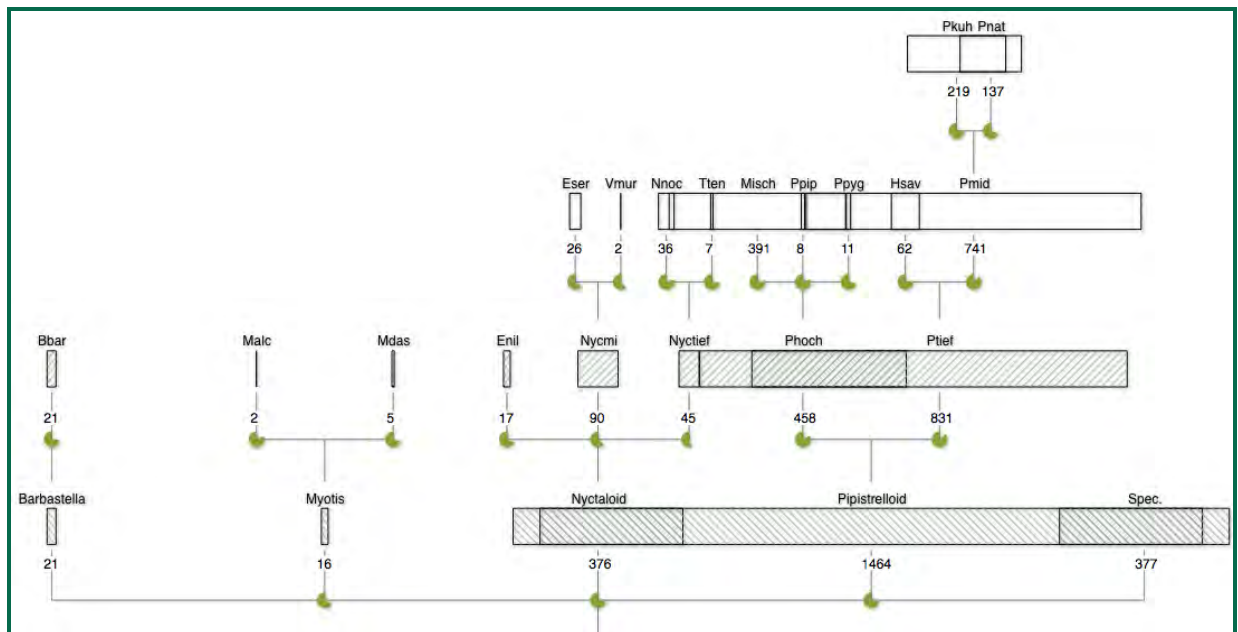 Pkuh Pnat
219 137
Eser Vmur Nnoc Tten Misch Ppip Ppyg Hsav Pmid
26 2 36 7 391 8 11 62 741
Bbar Malc Mdas Enil Nycmi Nyctief Phoch Ptief
21 2 5 17 90 45 458 831
Barbastella Myotis Nyctaloid Pipistrelloid Spec.
21 16 376 1464 377